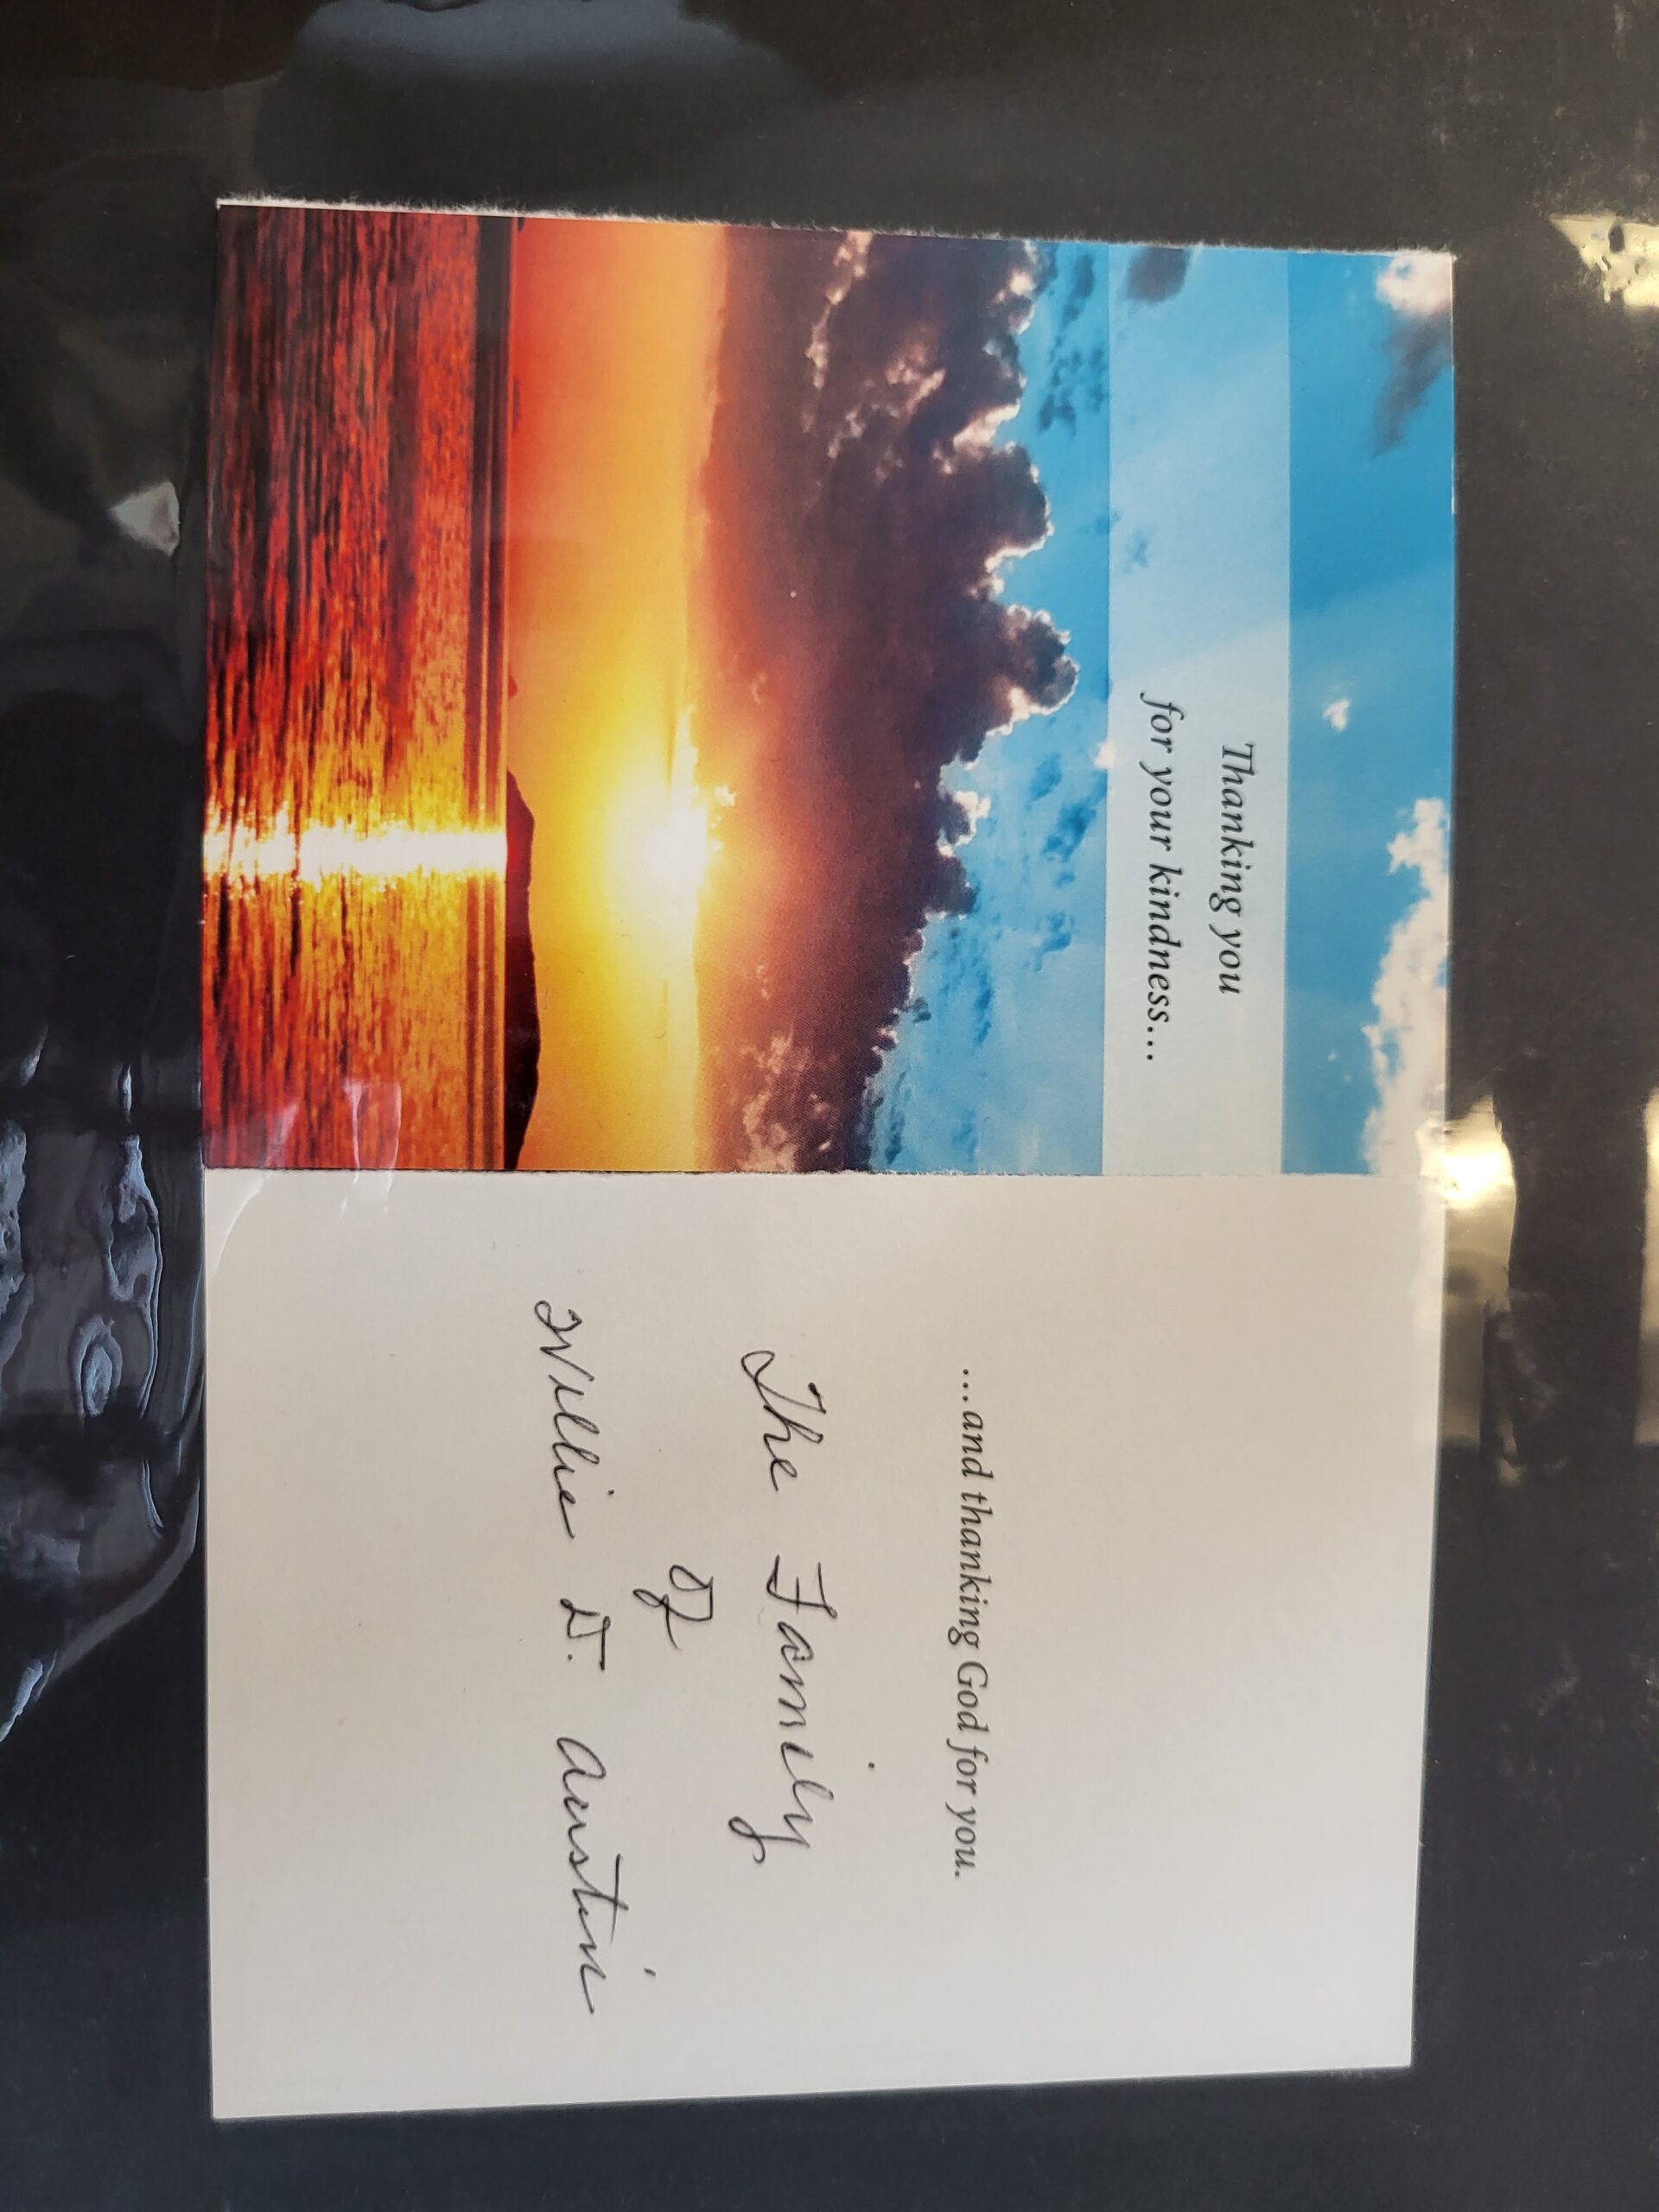 Thanking you
for your kindness...
...and thanking God for you.
The Family
Of
Willie D. Austin